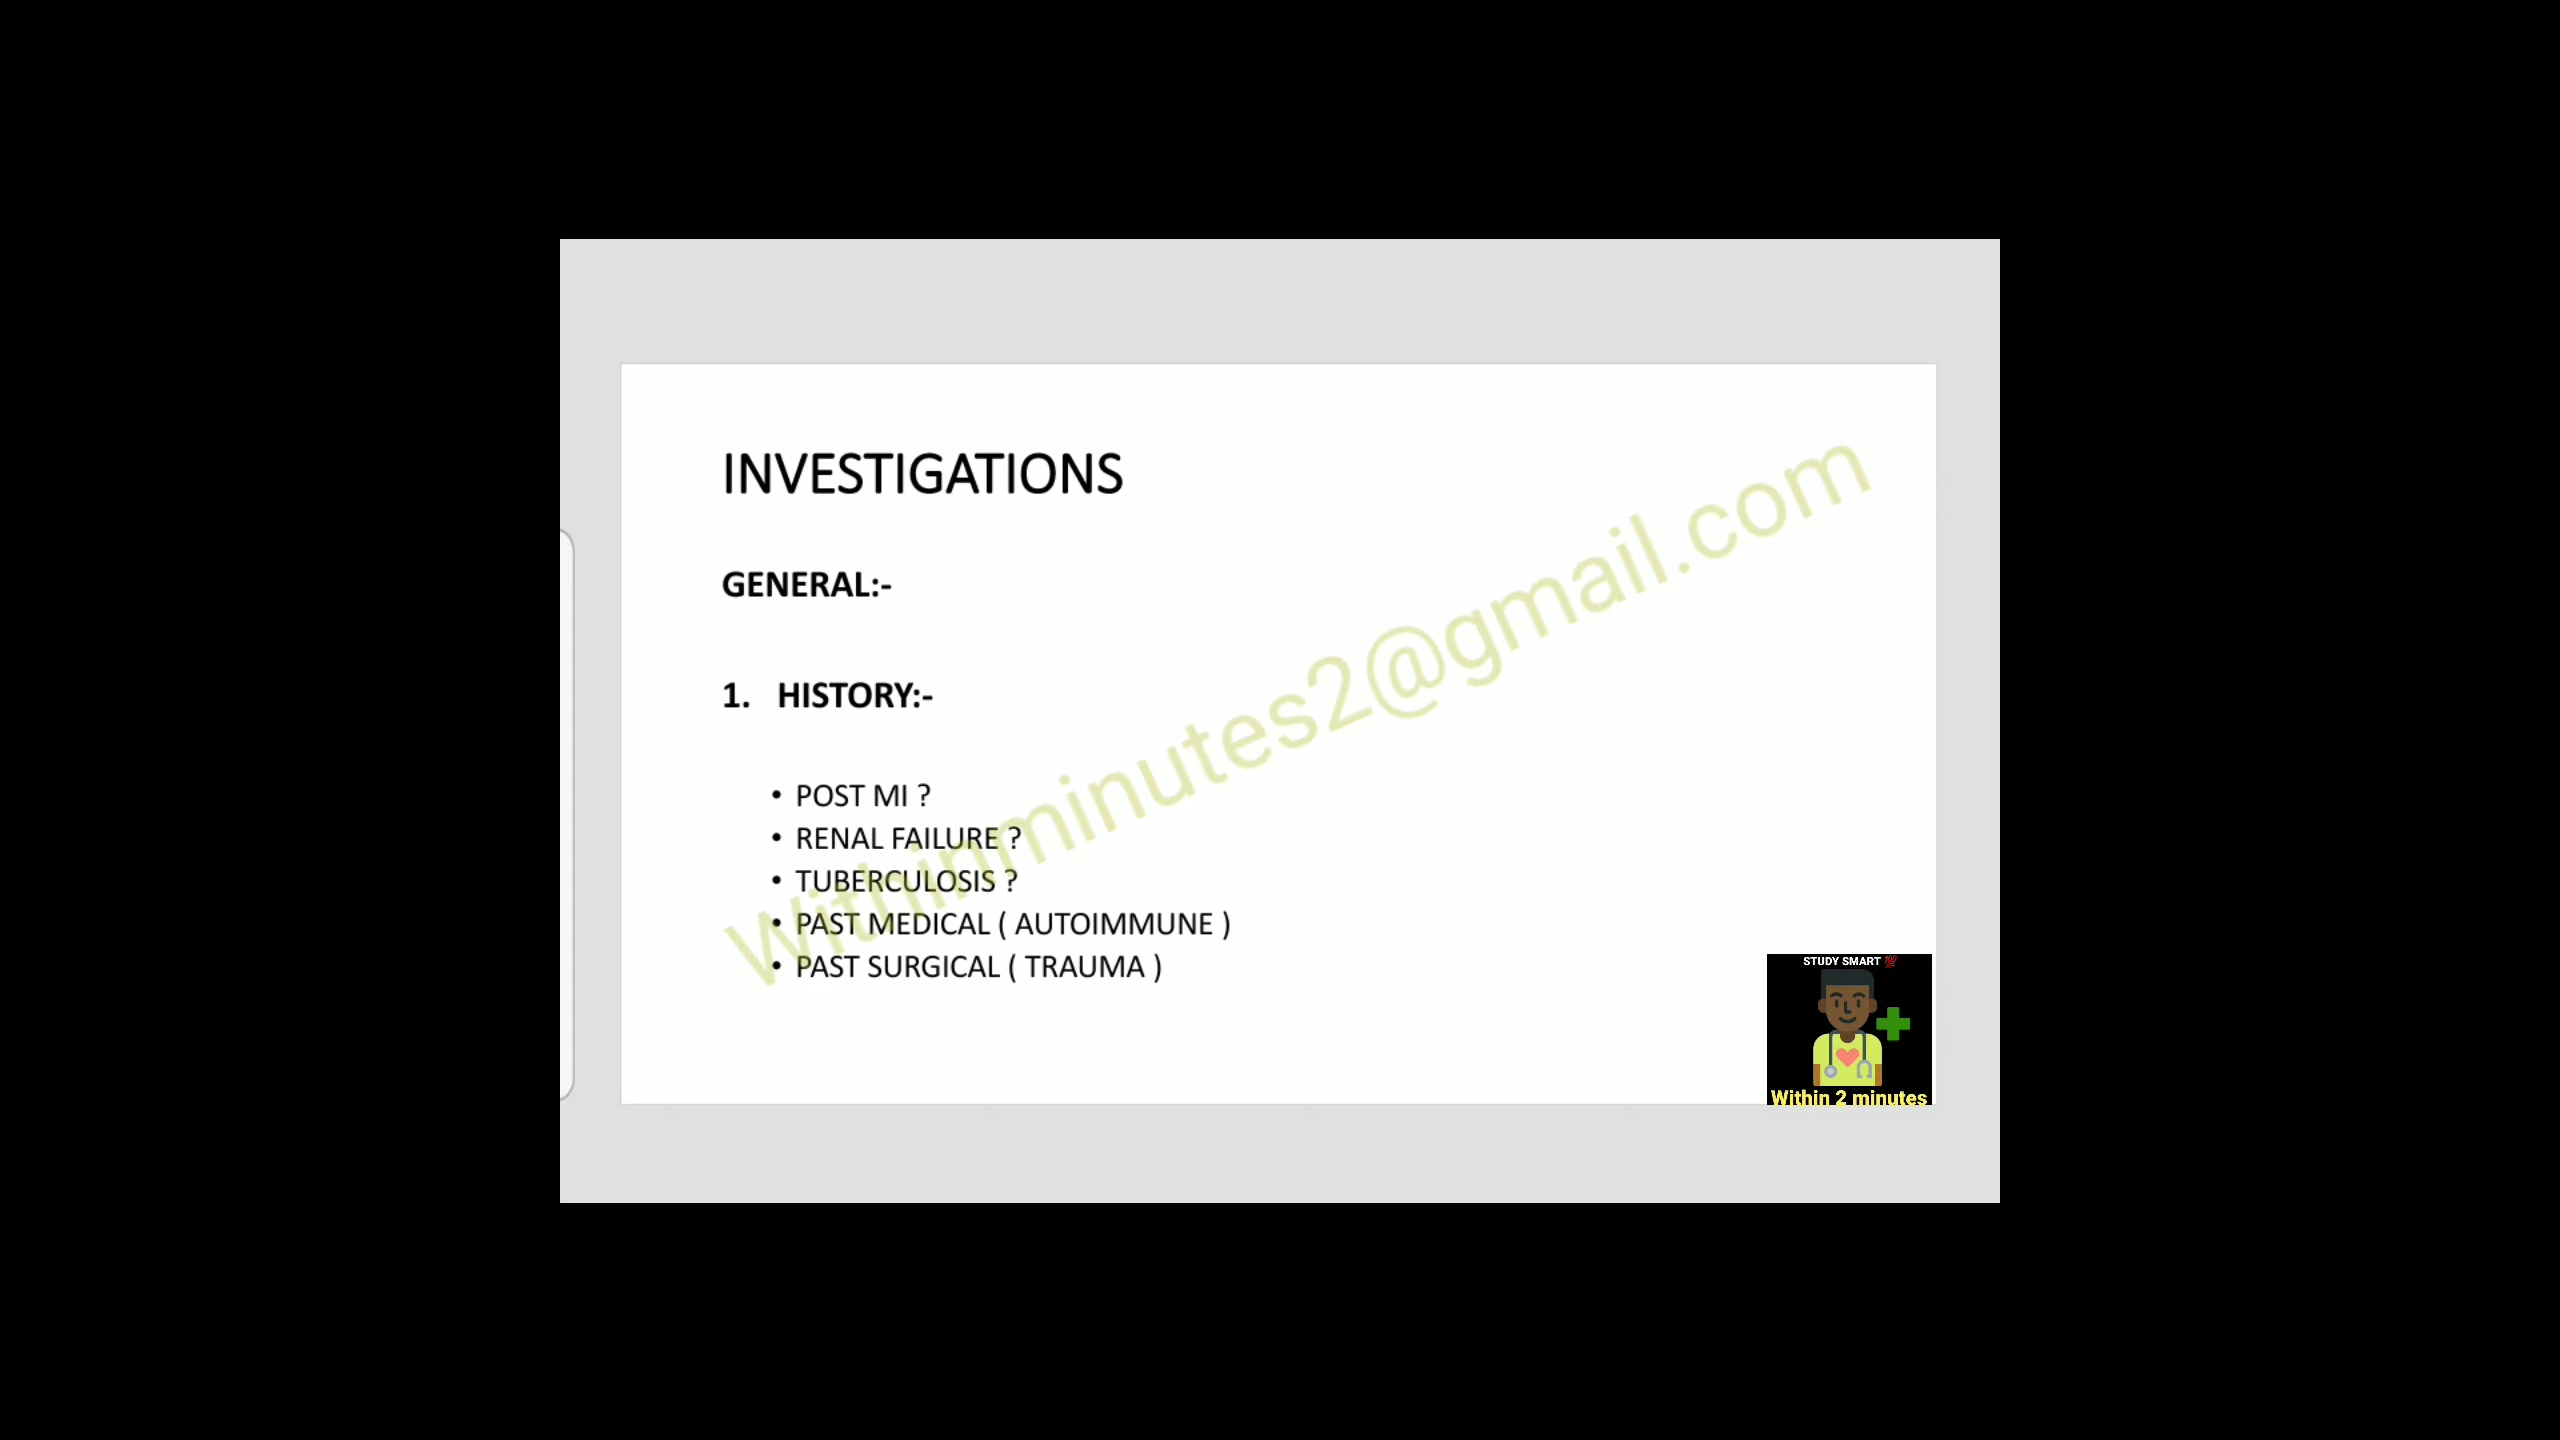 INVESTIGATIONS
GENERAL:-
1. HISTORY:-
• POST MI ?
• RENAL FAILURE ?
• TUBERCULOSIS ?
• PAST MEDICAL ( AUTOIMMUNE )
• PAST SURGICAL ( TRAUMA )
Withinminutes2@gmail.com
STUDY SMART 💯
Within 2 minutes